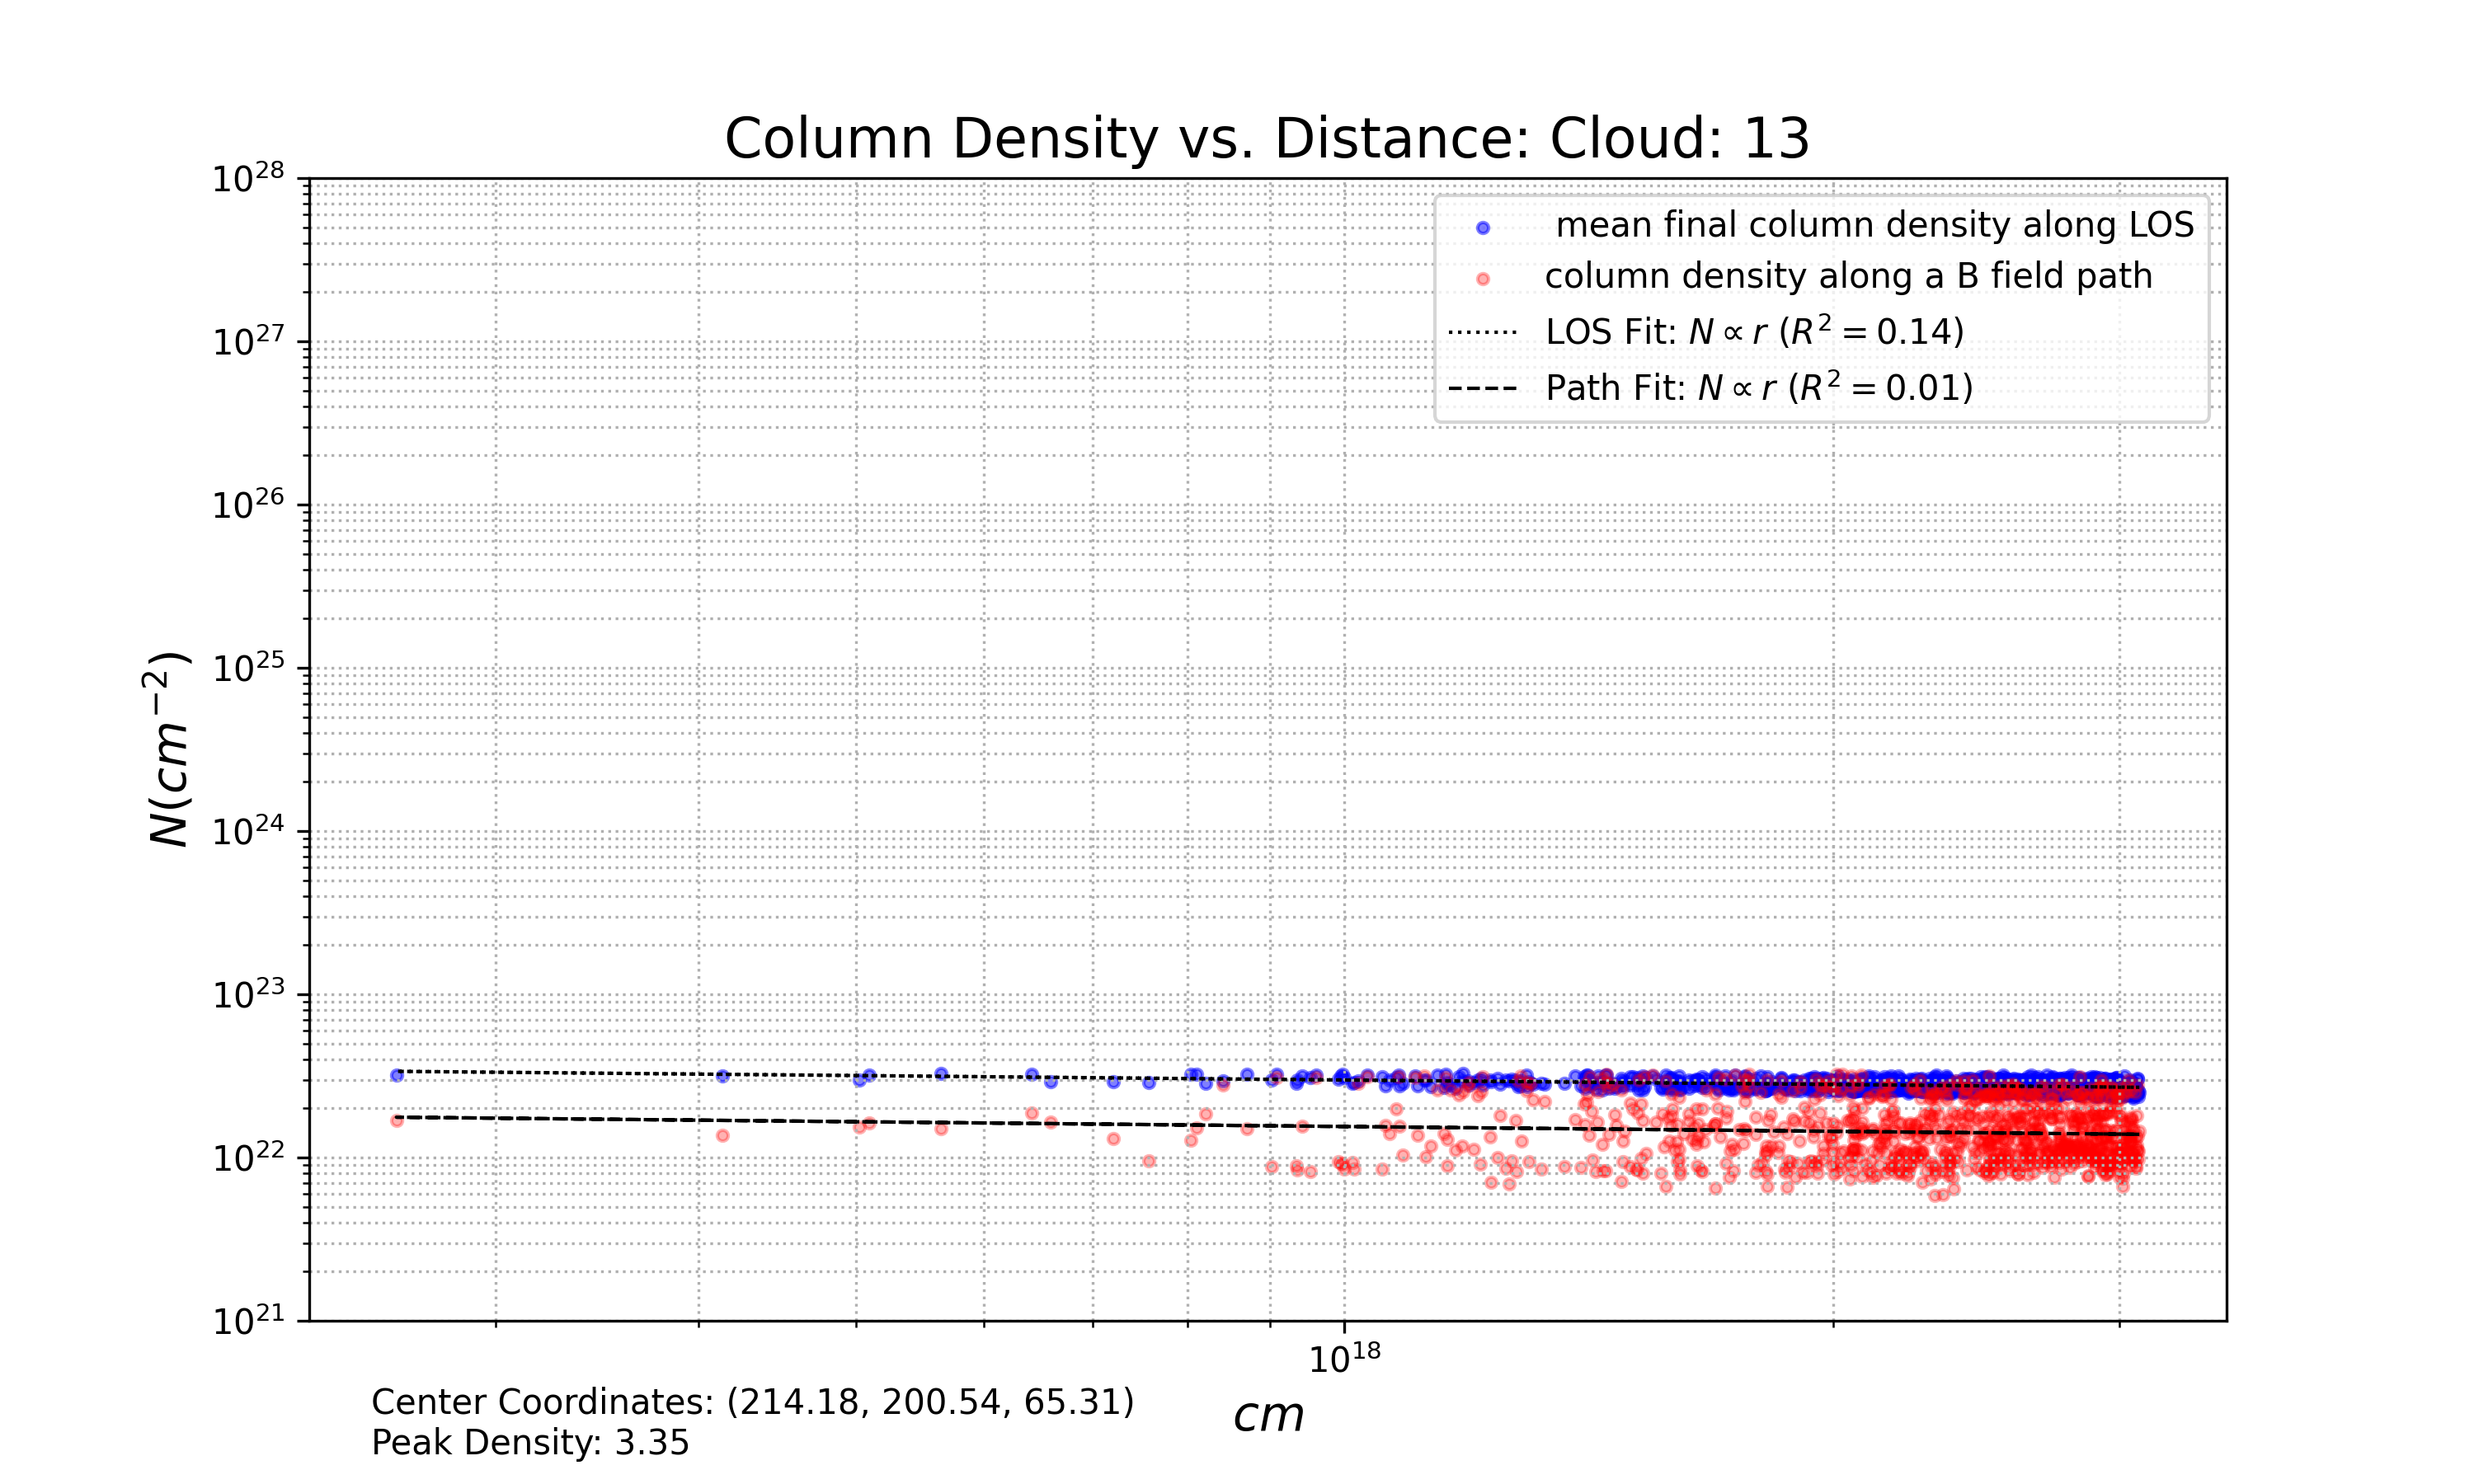 Column Density vs. Distance: Cloud: 13
10^28
10^27
10^26
10^25
10^24
10^23
10^22
10^21
N(cm^−2)
mean final column density along LOS
column density along a B field path
LOS Fit: N ∝ r (R^2 = 0.14)
Path Fit: N ∝ r (R^2 = 0.01)
10^18
cm
Center Coordinates: (214.18, 200.54, 65.31)
Peak Density: 3.35